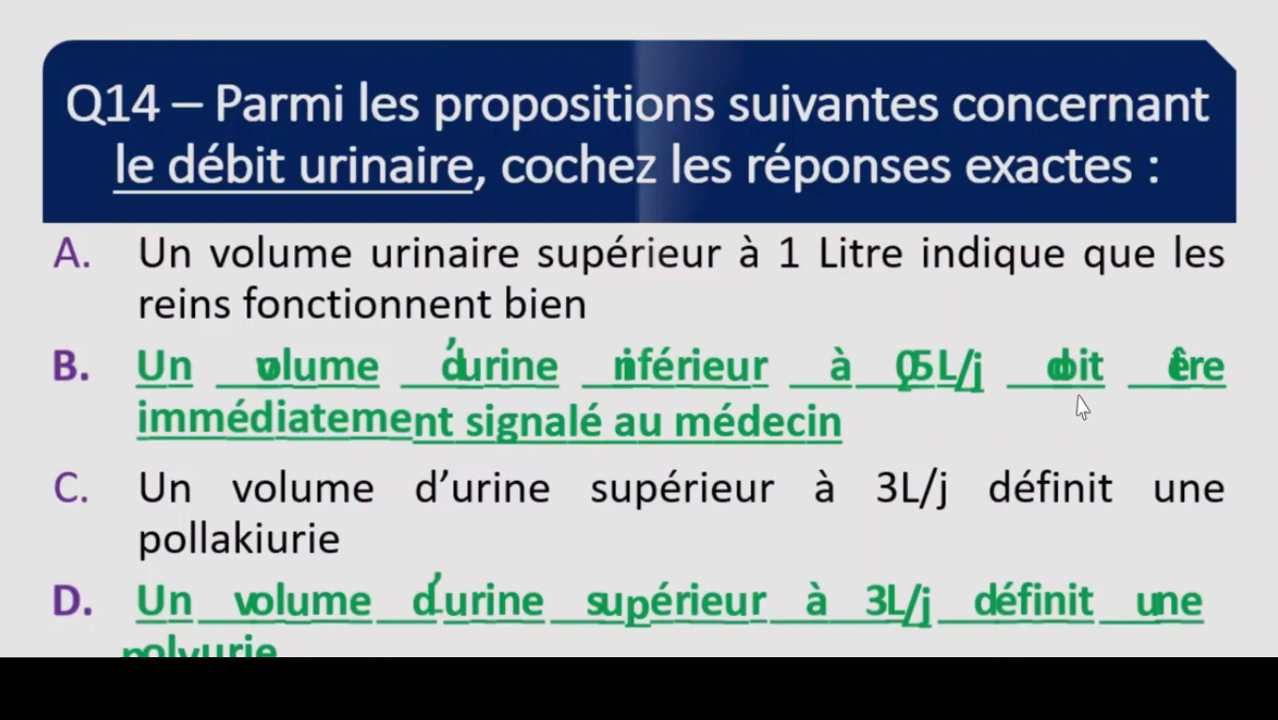 Q14 – Parmi les propositions suivantes concernant
le débit urinaire, cochez les réponses exactes :
A. Un volume urinaire supérieur à 1 Litre indique que les
reins fonctionnent bien
B. Un volume d'urine inférieur à 0,5L/j doit être
immédiatement signalé au médecin
C. Un volume d’urine supérieur à 3L/j définit une
pollakiurie
D. Un volume d'urine supérieur à 3L/j définit une
polyurie